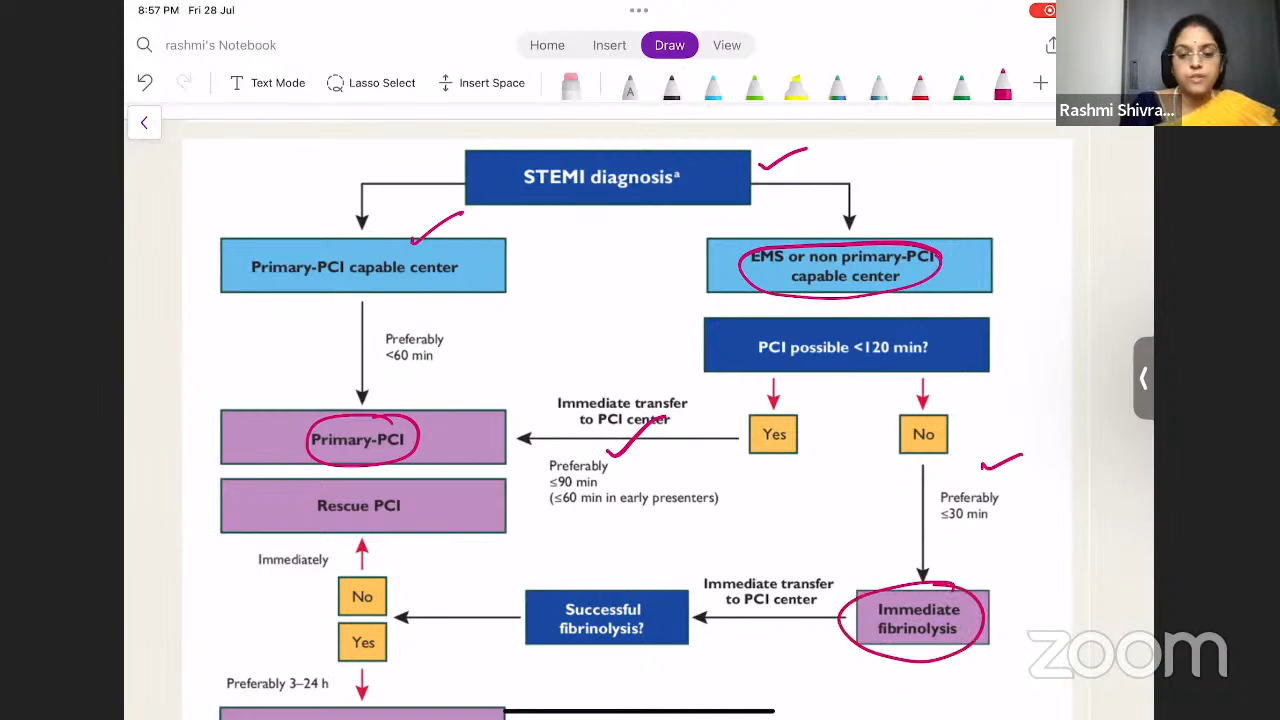 8:57 PM Fri 28 Jul
rashmi's Notebook
Home Insert Draw View
Text Mode Lasso Select Insert Space
A
Rashmi Shivra...
STEMI diagnosisᵃ
Primary-PCI capable center
EMS or non primary-PCI
capable center
Preferably
<60 min
PCI possible <120 min?
Immediate transfer
to PCI center
Yes
No
Primary-PCI
Preferably
≤90 min
(≤60 min in early presenters)
Preferably
≤30 min
Rescue PCI
Immediately
No
Yes
Successful
fibrinolysis?
Immediate transfer
to PCI center
Immediate
fibrinolysis
Preferably 3–24 h
zoom